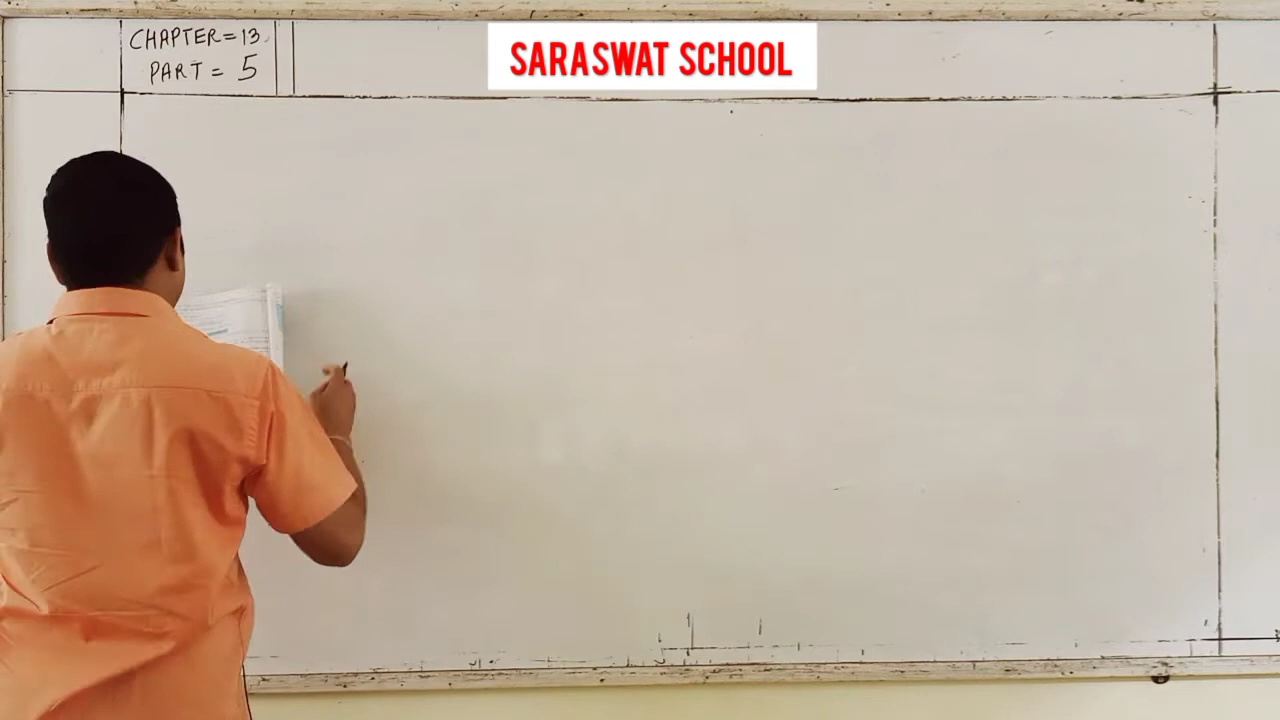 CHAPTER = 13
PART = 5
SARASWAT SCHOOL